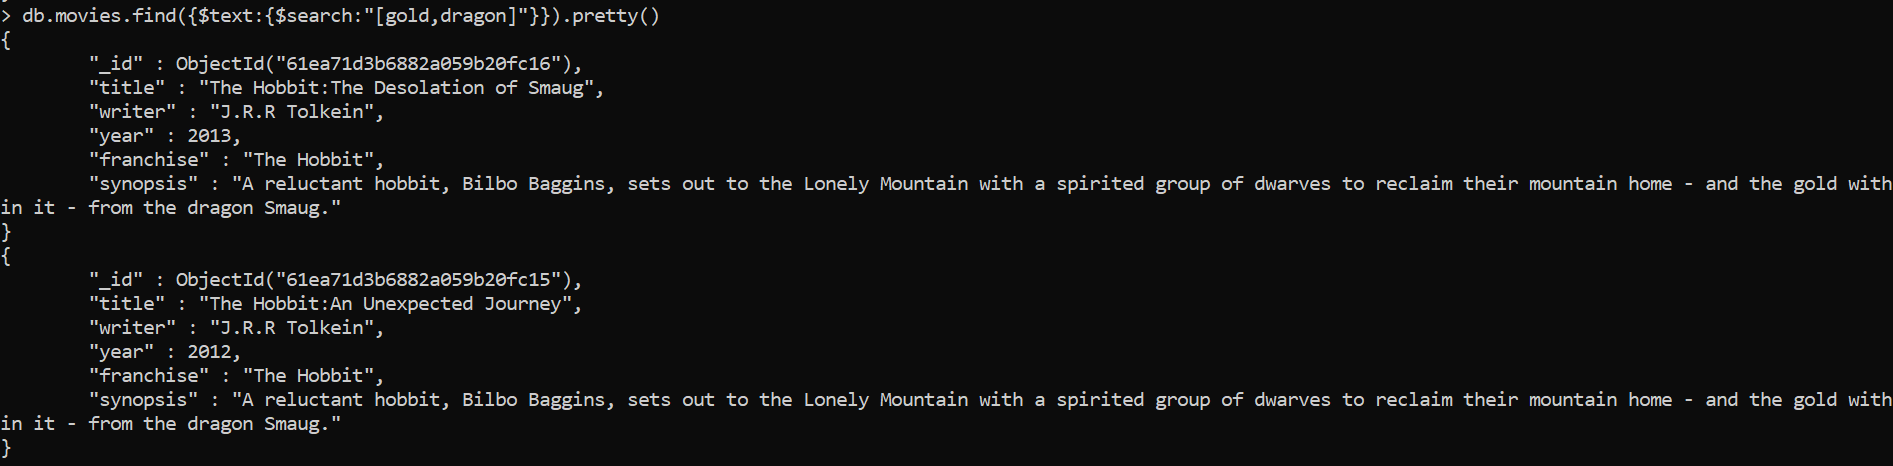 > db.movies.find({$text:{$search:"[gold,dragon]"}}).pretty()
{
        "_id" : ObjectId("61ea71d3b6882a059b20fc16"),
        "title" : "The Hobbit:The Desolation of Smaug",
        "writer" : "J.R.R Tolkein",
        "year" : 2013,
        "franchise" : "The Hobbit",
        "synopsis" : "A reluctant hobbit, Bilbo Baggins, sets out to the Lonely Mountain with a spirited group of dwarves to reclaim their mountain home - and the gold with
in it - from the dragon Smaug."
}
{
        "_id" : ObjectId("61ea71d3b6882a059b20fc15"),
        "title" : "The Hobbit:An Unexpected Journey",
        "writer" : "J.R.R Tolkein",
        "year" : 2012,
        "franchise" : "The Hobbit",
        "synopsis" : "A reluctant hobbit, Bilbo Baggins, sets out to the Lonely Mountain with a spirited group of dwarves to reclaim their mountain home - and the gold with
in it - from the dragon Smaug."
}